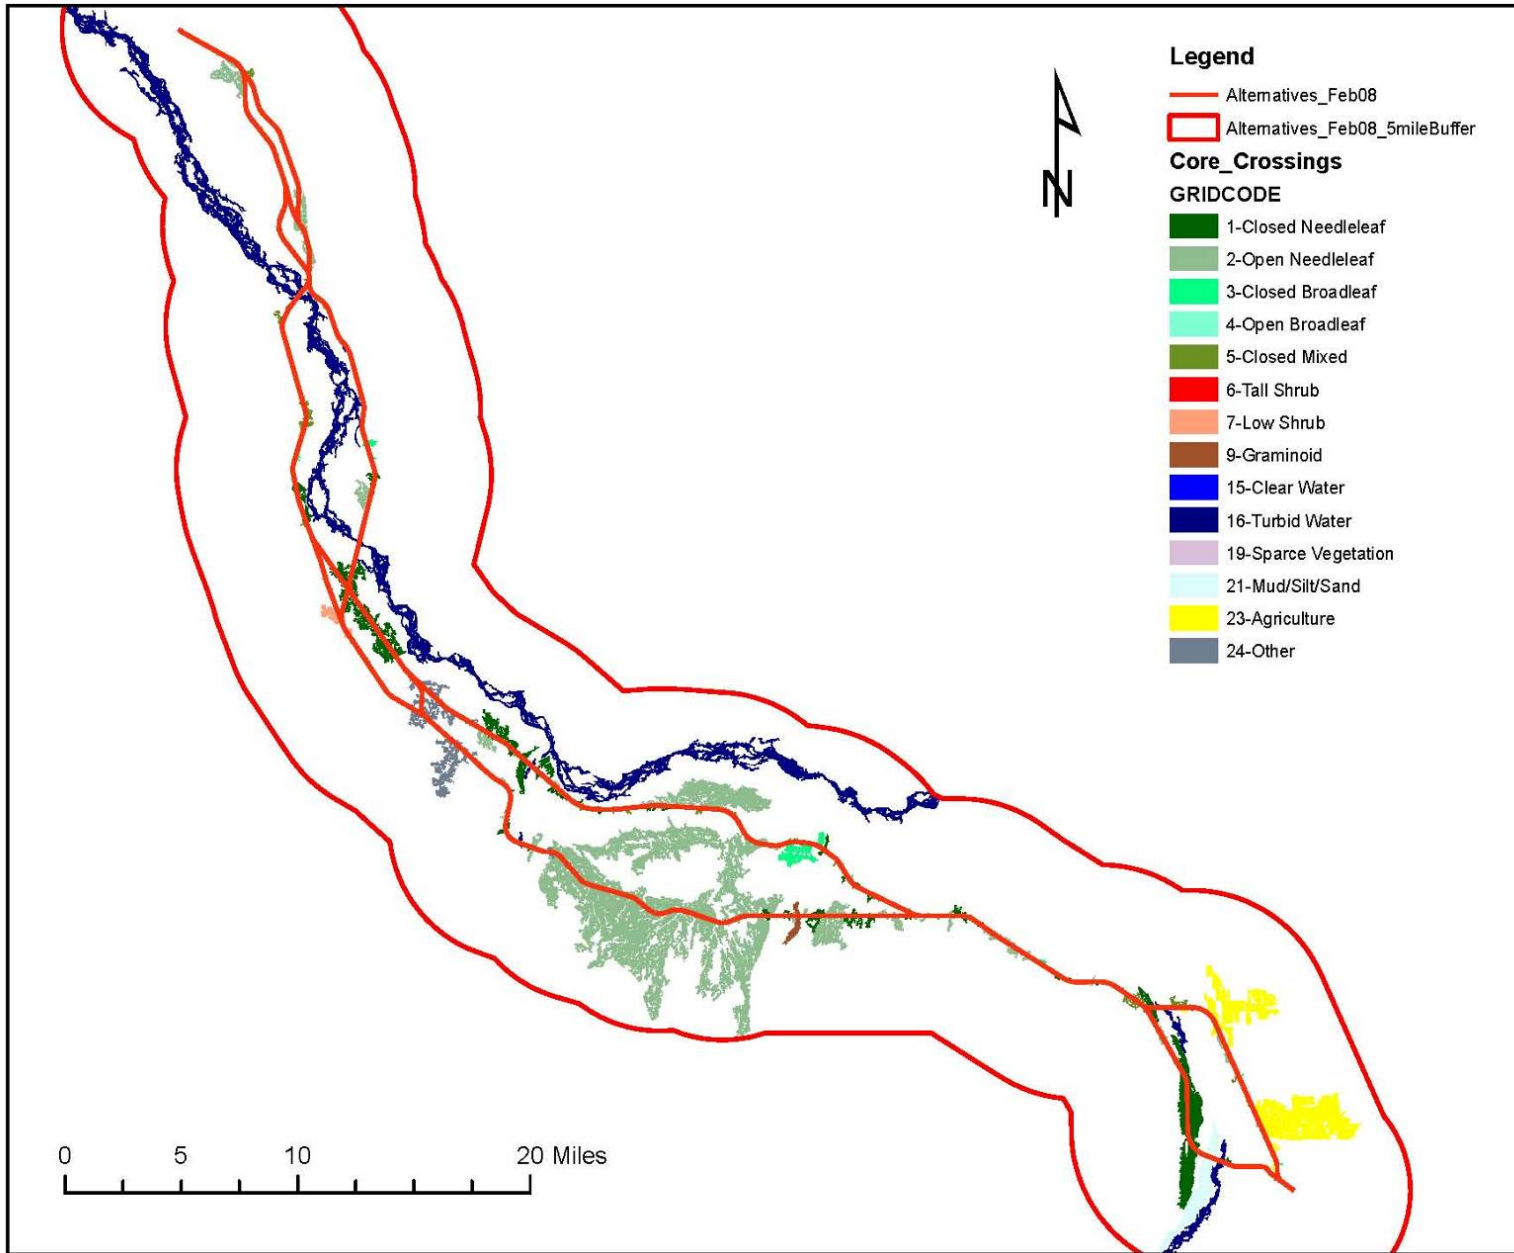 Legend
Alternatives_Feb08
Alternatives_Feb08_5mileBuffer
Core_Crossings
GRIDCODE
1-Closed Needleleaf
2-Open Needleleaf
3-Closed Broadleaf
4-Open Broadleaf
5-Closed Mixed
6-Tall Shrub
7-Low Shrub
9-Graminoid
15-Clear Water
16-Turbid Water
19-Sparce Vegetation
21-Mud/Silt/Sand
23-Agriculture
24-Other
N
0 5 10 20 Miles